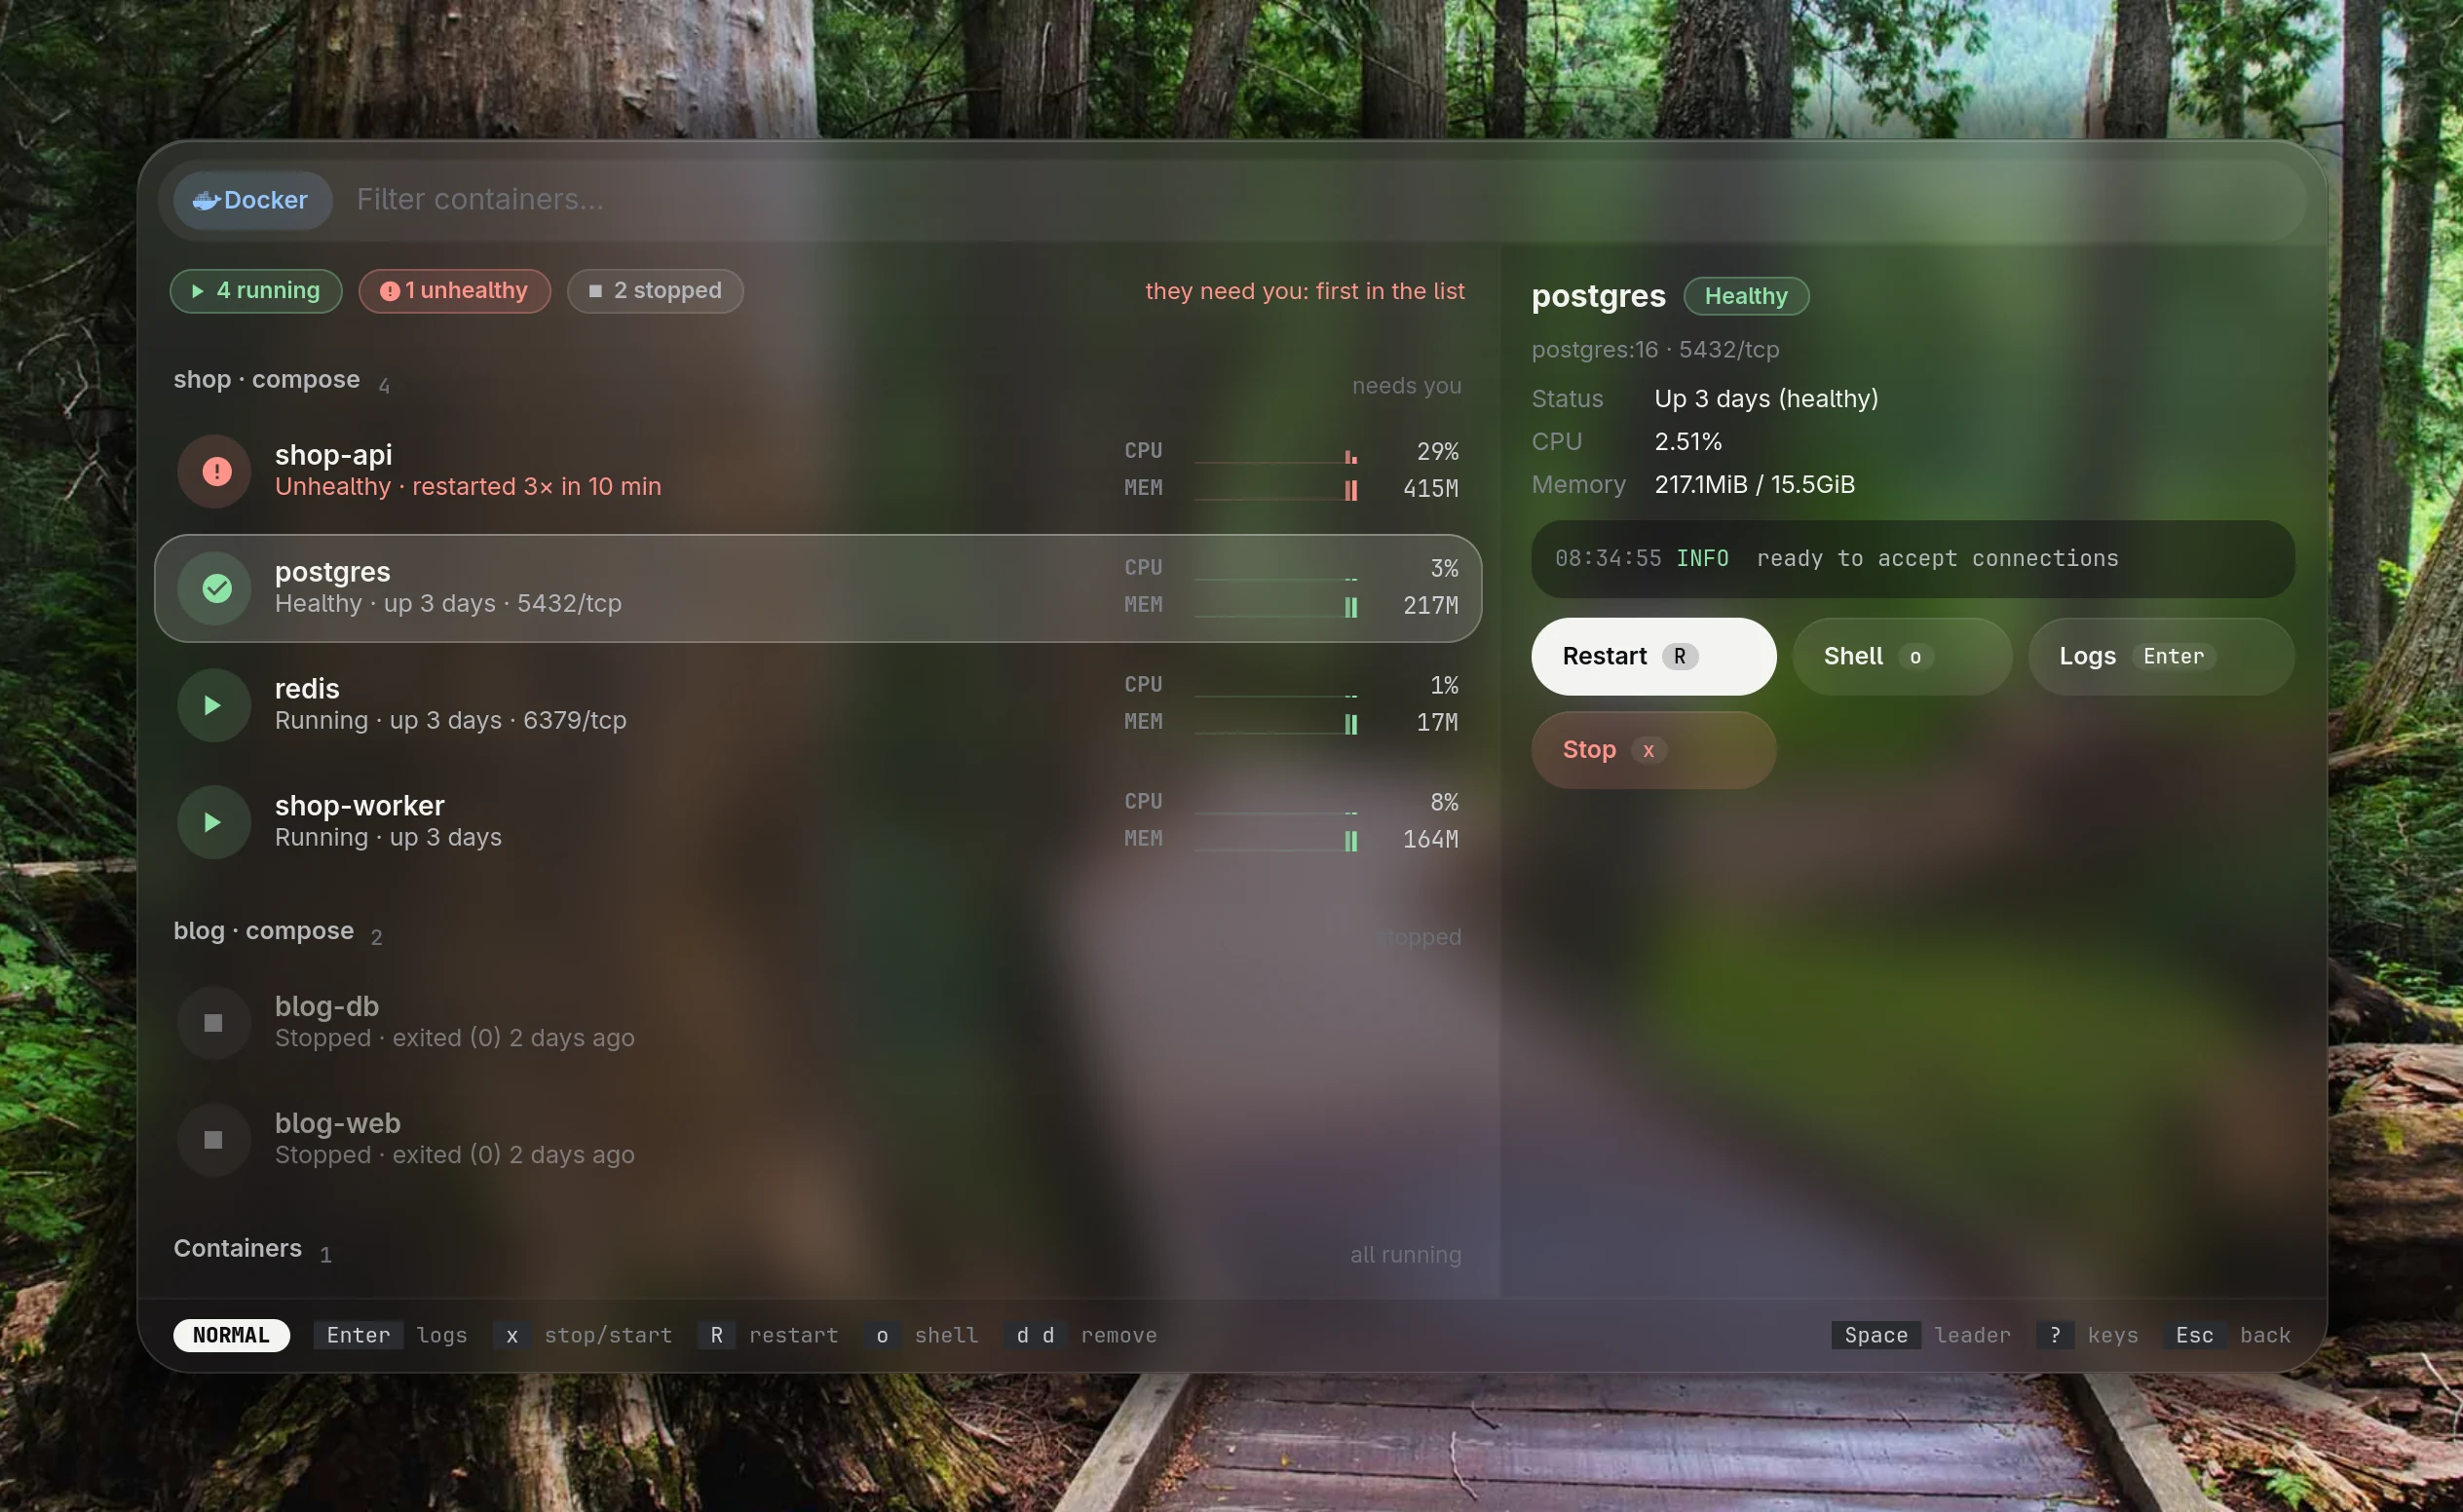 Docker Filter containers...
4 running 1 unhealthy 2 stopped they need you: first in the list
shop · compose 4 needs you
shop-api
Unhealthy · restarted 3× in 10 min
CPU 29%
MEM 415M
postgres
Healthy · up 3 days · 5432/tcp
CPU 3%
MEM 217M
redis
Running · up 3 days · 6379/tcp
CPU 1%
MEM 17M
shop-worker
Running · up 3 days
CPU 8%
MEM 164M
blog · compose 2 stopped
blog-db
Stopped · exited (0) 2 days ago
blog-web
Stopped · exited (0) 2 days ago
Containers 1 all running
postgres Healthy
postgres:16 · 5432/tcp
Status Up 3 days (healthy)
CPU 2.51%
Memory 217.1MiB / 15.5GiB
08:34:55 INFO ready to accept connections
Restart R Shell o Logs Enter
Stop x
NORMAL Enter logs x stop/start R restart o shell d d remove Space leader ? keys Esc back